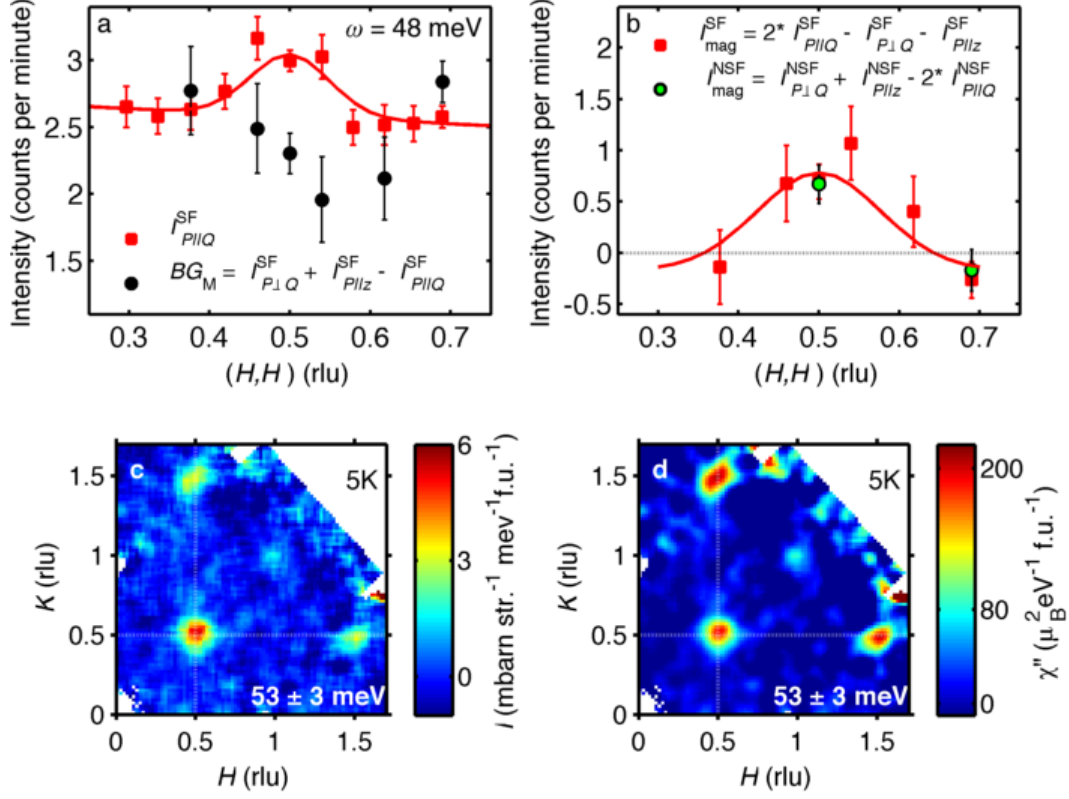 a
ω = 48 meV
Intensity (counts per minute)
3
2.5
2
1.5
I^SF_P||Q
BG_M = I^SF_P⊥Q + I^SF_P||z - I^SF_P||Q
0.3 0.4 0.5 0.6 0.7
(H,H) (rlu)
b
I^SF_mag = 2* I^SF_P||Q - I^SF_P⊥Q - I^SF_P||z
I^NSF_mag = I^NSF_P⊥Q + I^NSF_P||z - 2* I^NSF_P||Q
Intensity (counts per minute)
2
1.5
1
0.5
0
-0.5
0.3 0.4 0.5 0.6 0.7
(H,H) (rlu)
c
5K
53 ± 3 meV
K (rlu)
1.5
1
0.5
0
0 0.5 1 1.5
H (rlu)
6
3
0
I (mbarn str.⁻¹ mev⁻¹f.u.⁻¹)
d
5K
53 ± 3 meV
K (rlu)
1.5
1
0.5
0
0 0.5 1 1.5
H (rlu)
200
80
0
χ" (μ²_B eV⁻¹ f.u.⁻¹)